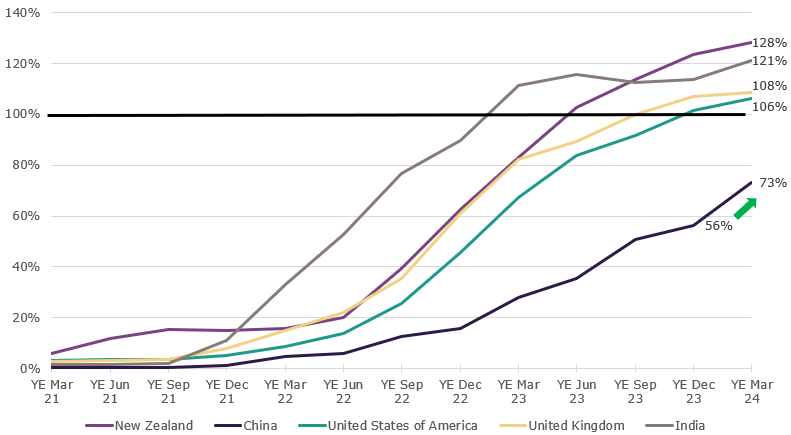 140%
120%
100%
80%
60%
40%
20%
0%
128%
121%
108%
106%
73%
56%
YE Mar 21
YE Jun 21
YE Sep 21
YE Dec 21
YE Mar 22
YE Jun 22
YE Sep 22
YE Dec 22
YE Mar 23
YE Jun 23
YE Sep 23
YE Dec 23
YE Mar 24
New Zealand
China
United States of America
United Kingdom
India